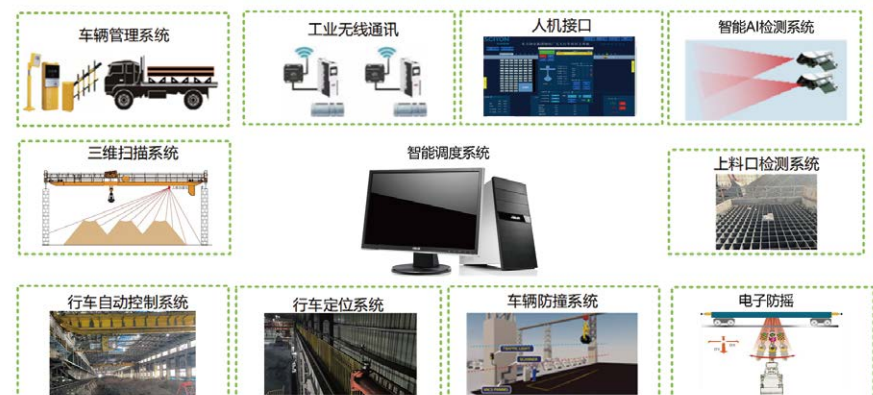 车辆管理系统
工业无线通讯
人机接口
智能AI检测系统
三维扫描系统
智能调度系统
上料口检测系统
行车自动控制系统
行车定位系统
车辆防撞系统
电子防摇